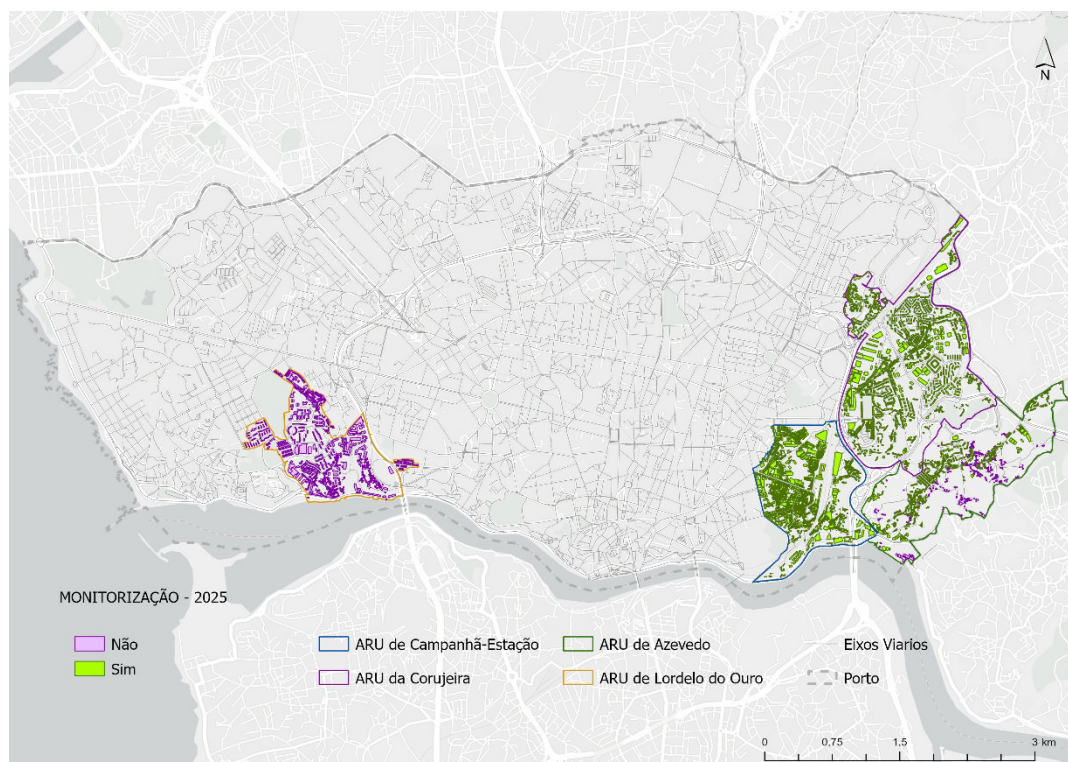 N
MONITORIZAÇÃO - 2025
Não
Sim
ARU de Campanhã-Estação
ARU da Corujeira
ARU de Azevedo
ARU de Lordelo do Ouro
Eixos Viarios
Porto
0 0,75 1,5 3 km